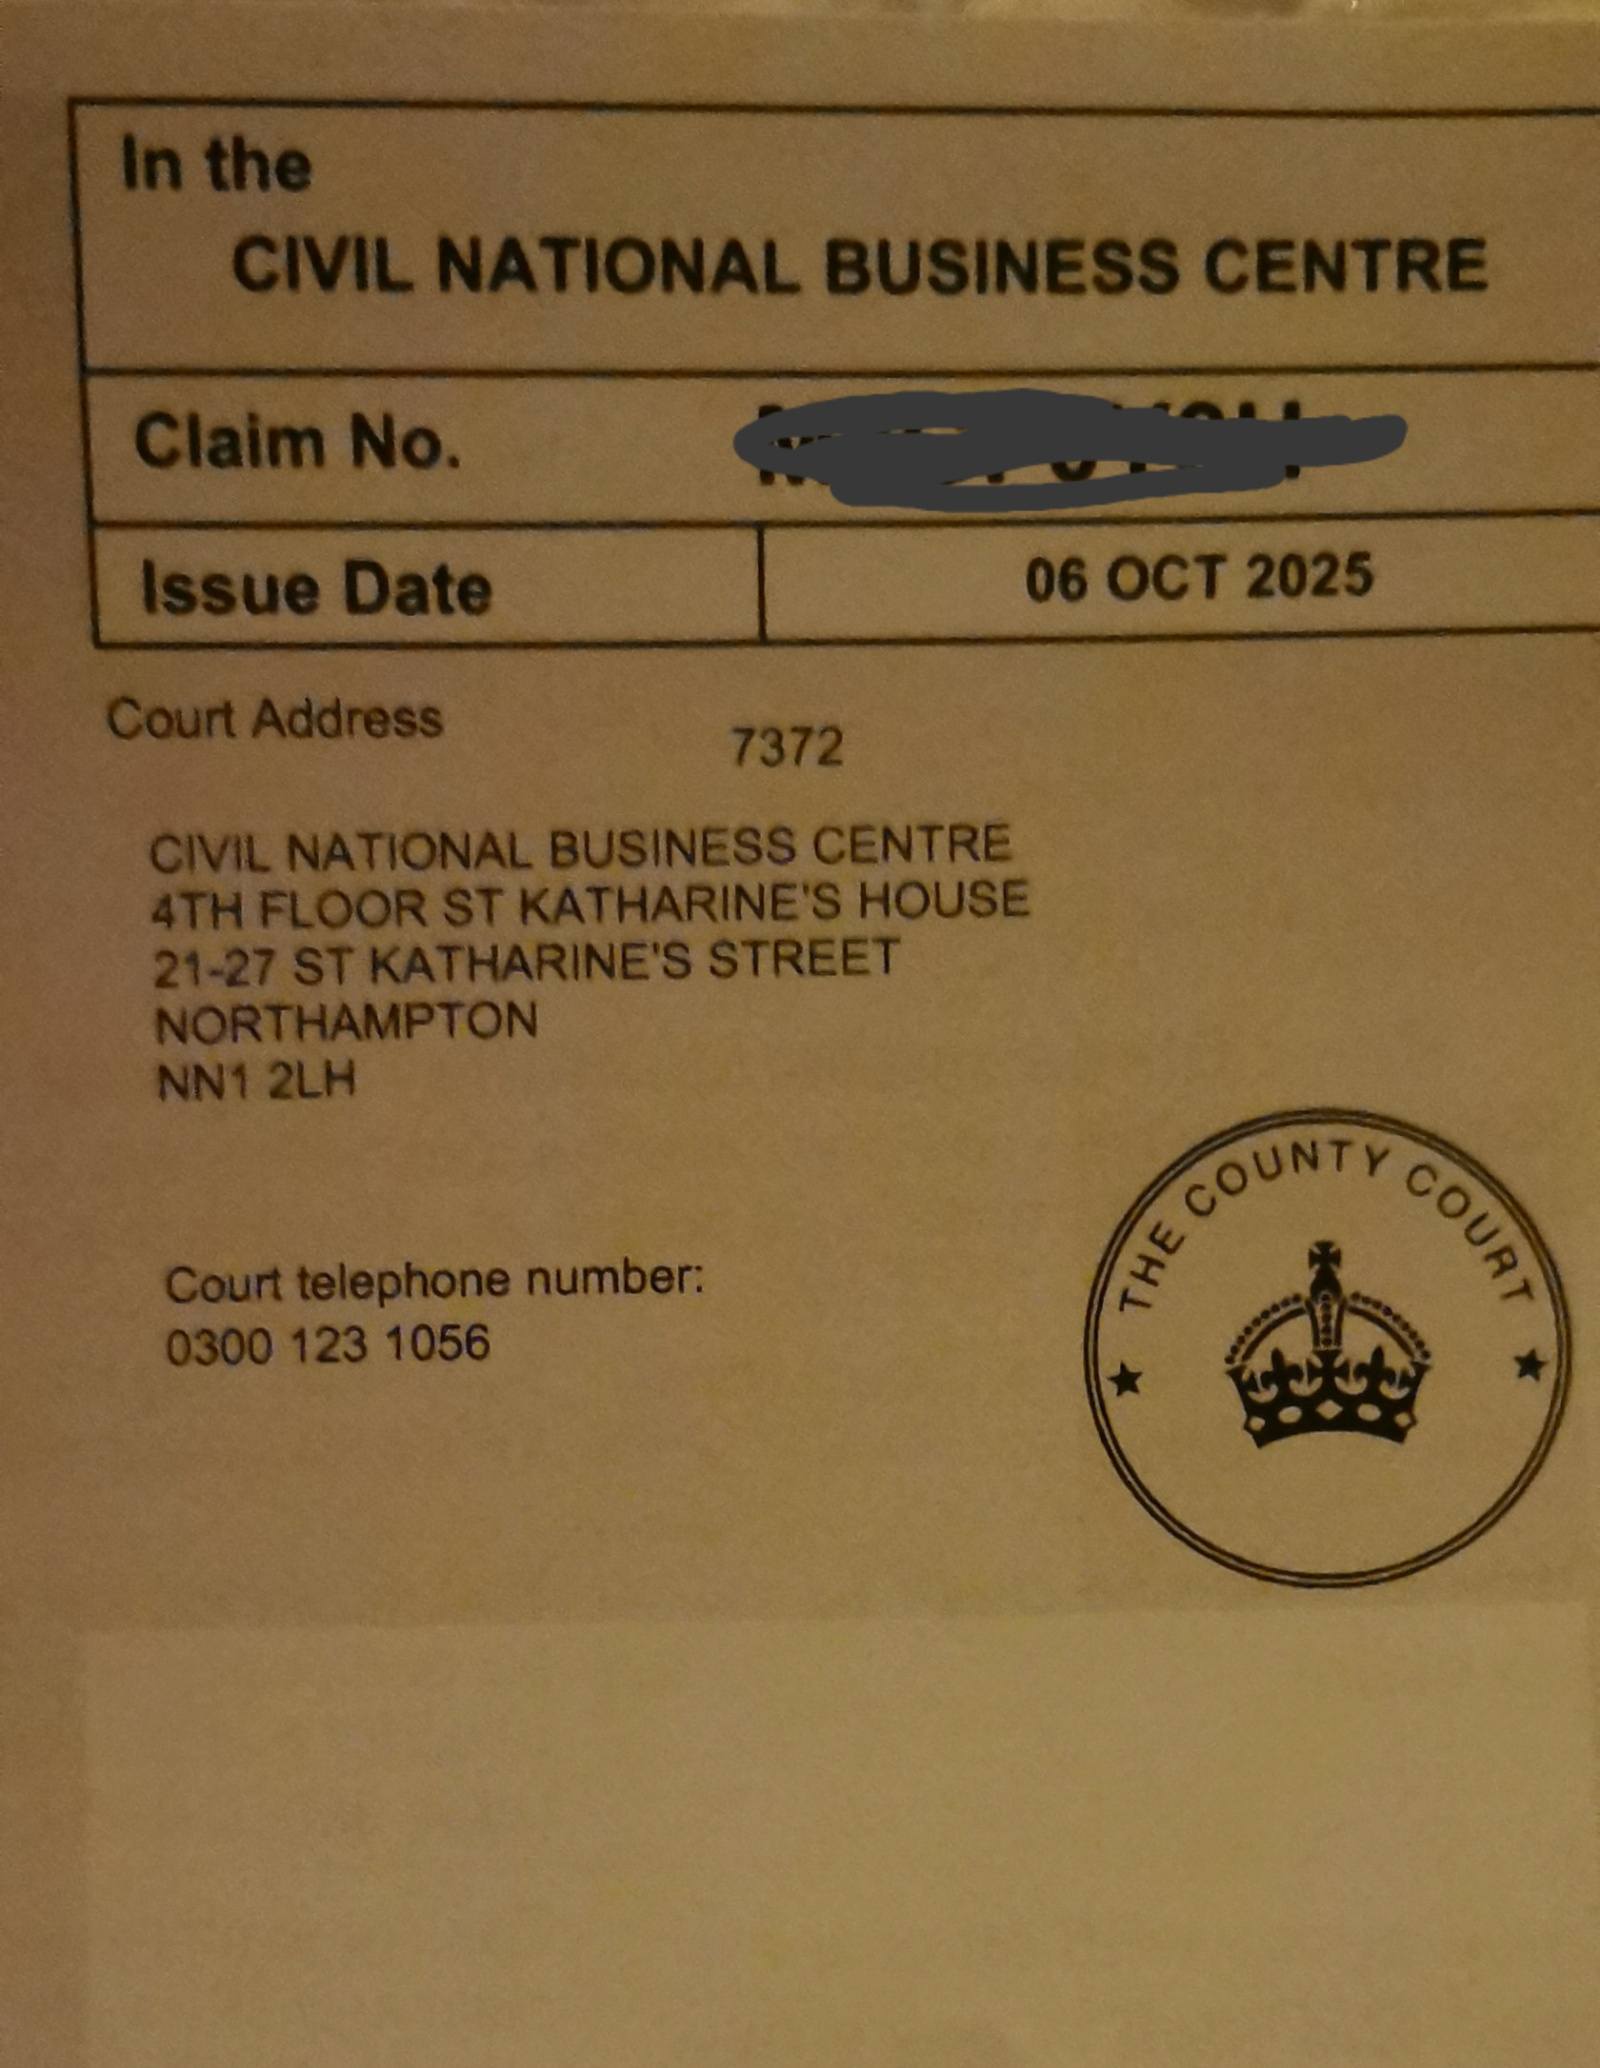 In the
CIVIL NATIONAL BUSINESS CENTRE
Claim No.
Issue Date 06 OCT 2025
Court Address 7372
CIVIL NATIONAL BUSINESS CENTRE
4TH FLOOR ST KATHARINE'S HOUSE
21-27 ST KATHARINE'S STREET
NORTHAMPTON
NN1 2LH
THE COUNTY COURT
Court telephone number:
0300 123 1056